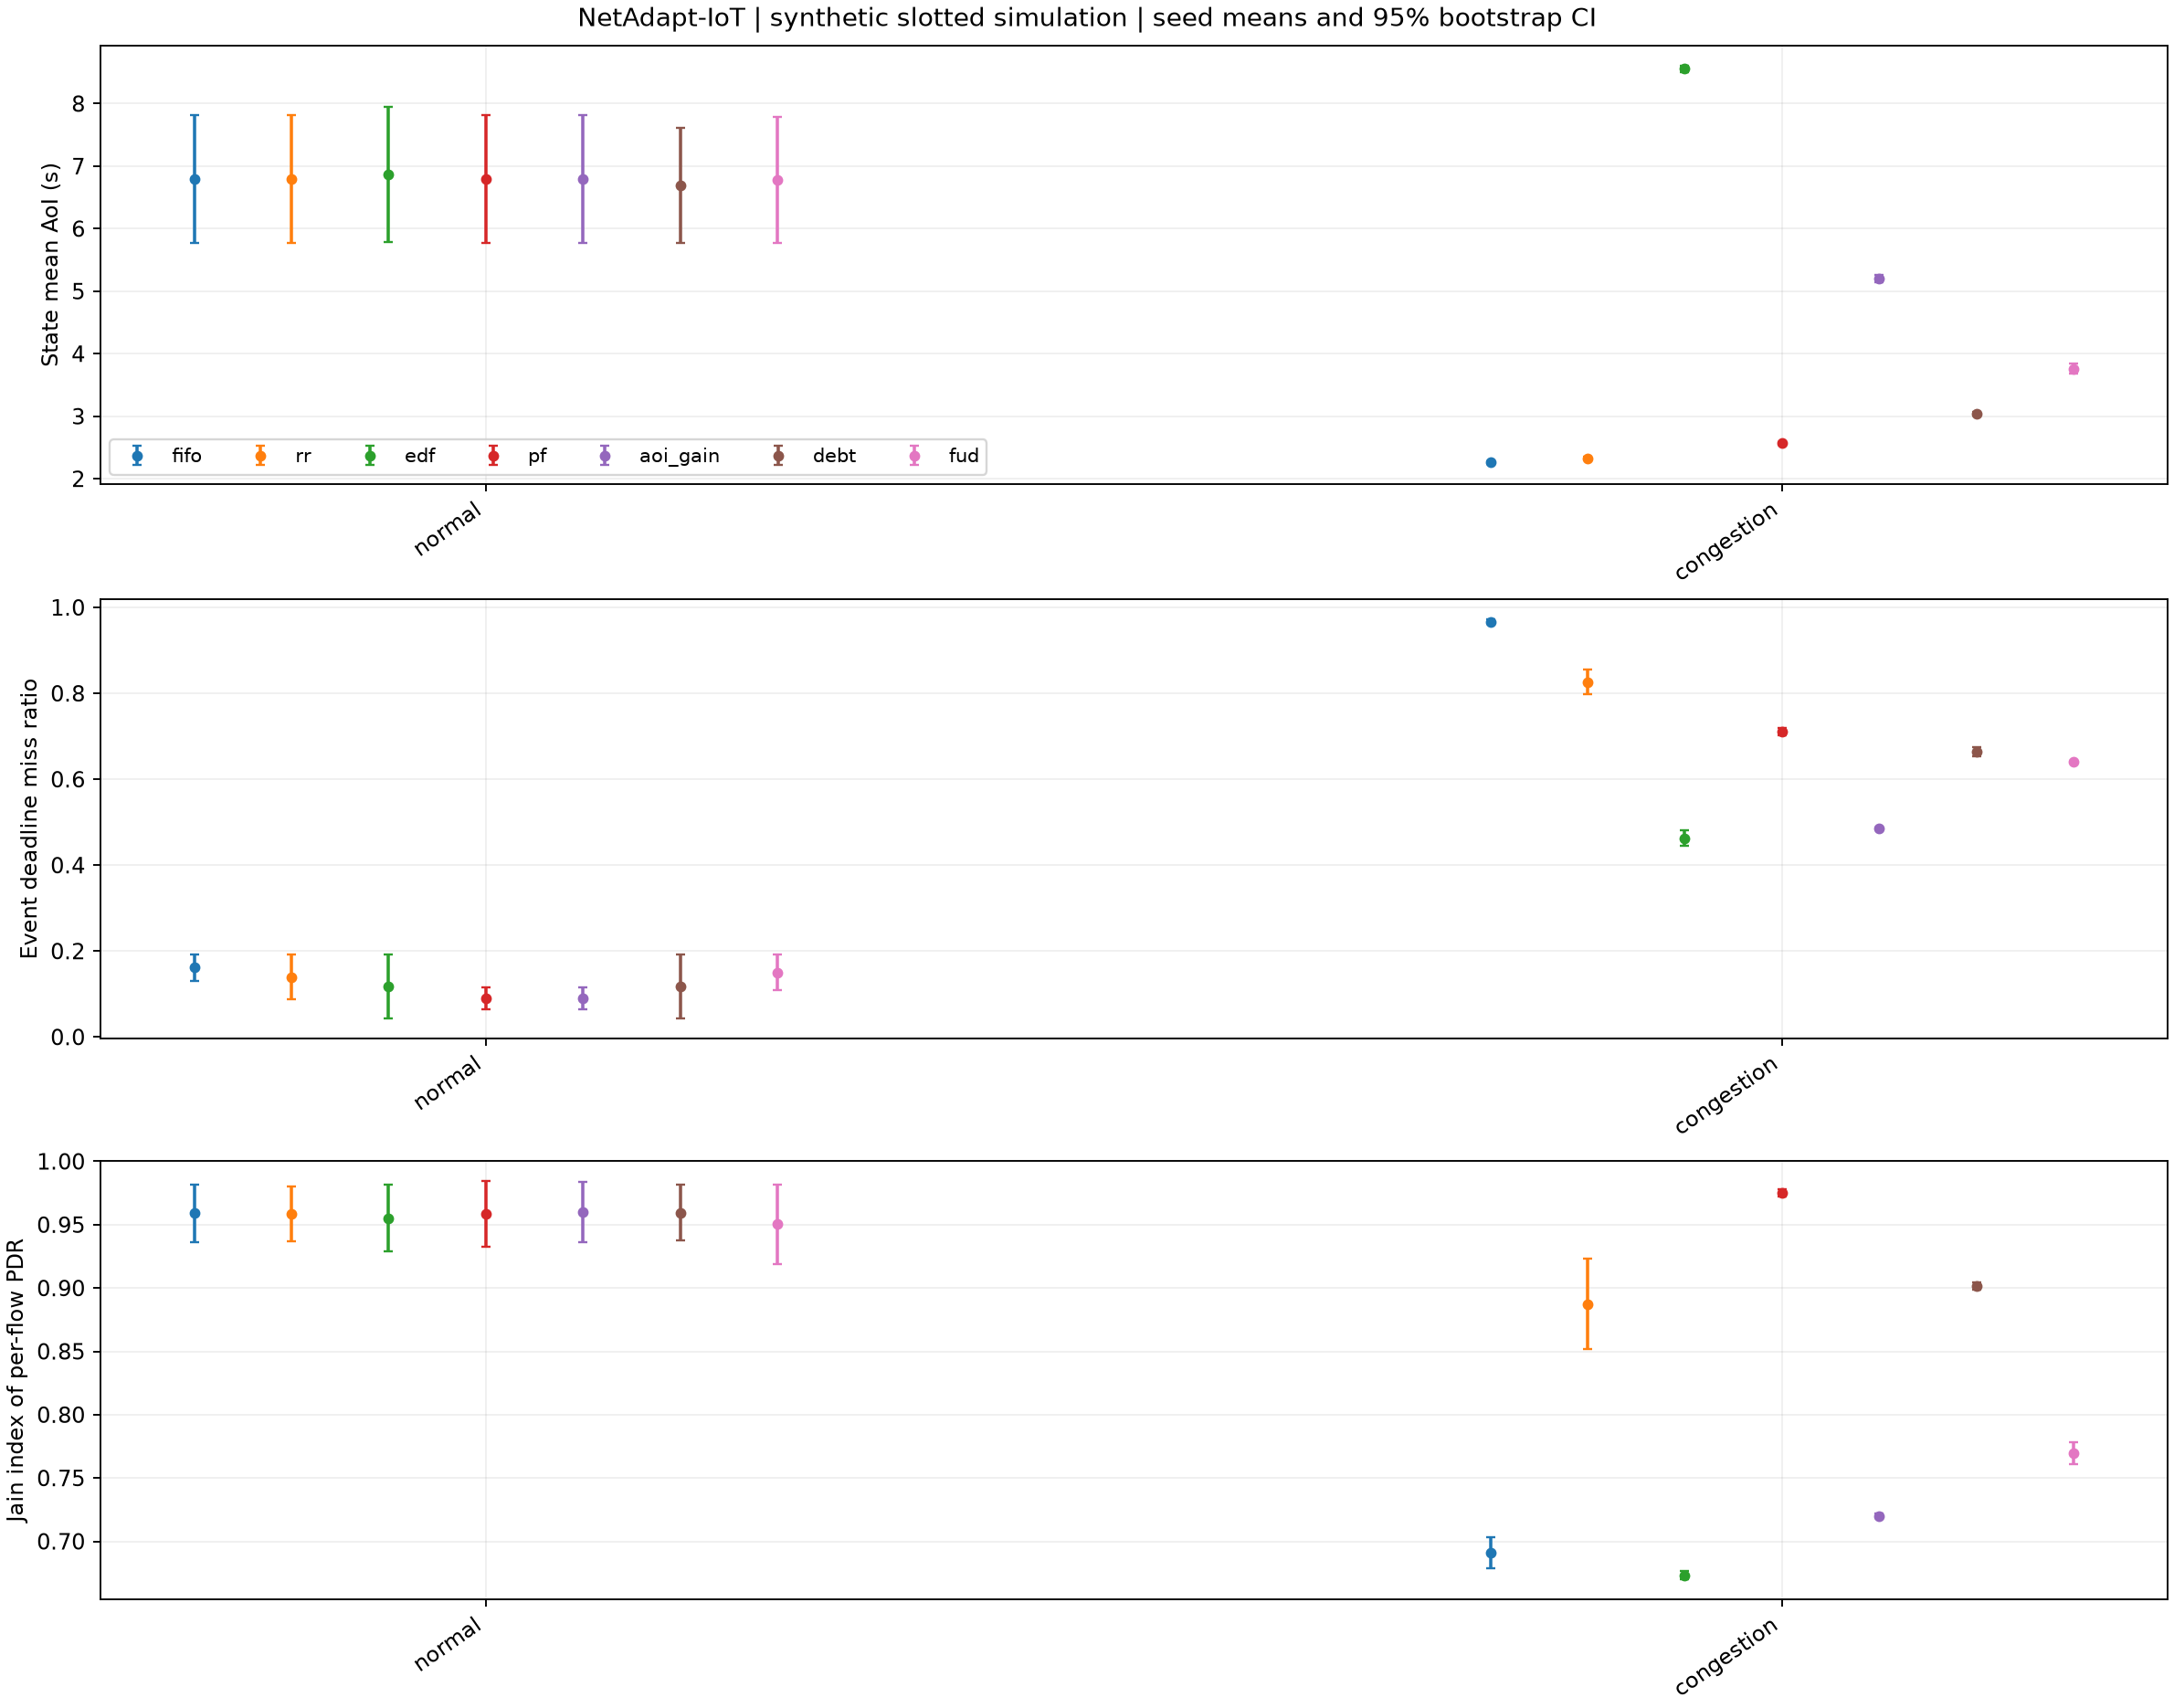 NetAdapt-IoT | synthetic slotted simulation | seed means and 95% bootstrap CI
State mean AoI (s)
8
7
6
5
4
3
2
fifo rr edf pf aoi_gain debt fud
normal congestion
Event deadline miss ratio
1.0
0.8
0.6
0.4
0.2
0.0
normal congestion
Jain index of per-flow PDR
1.00
0.95
0.90
0.85
0.80
0.75
0.70
normal congestion